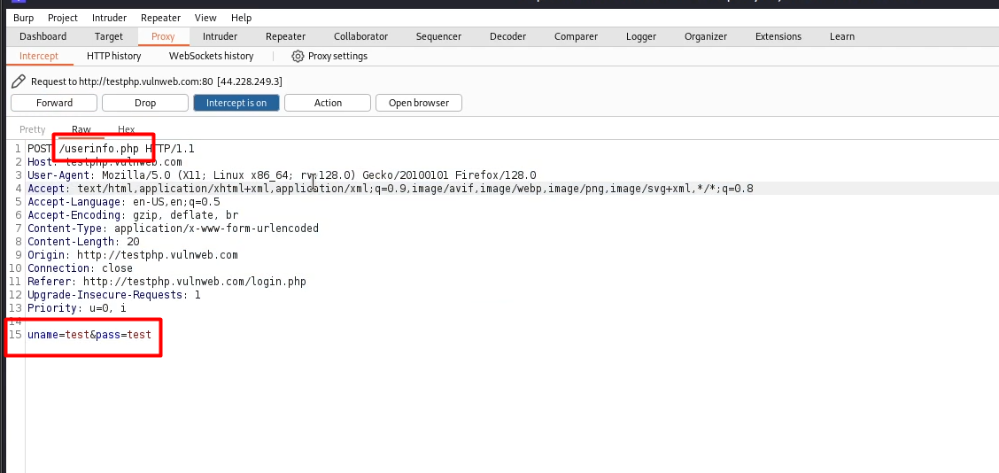 Burp Project Intruder Repeater View Help
Dashboard Target Proxy Intruder Repeater Collaborator Sequencer Decoder Comparer Logger Organizer Extensions Learn
Intercept HTTP history WebSockets history Proxy settings
Request to http://testphp.vulnweb.com:80 [44.228.249.3]
Forward Drop Intercept is on Action Open browser
Pretty Raw Hex
1 POST /userinfo.php HTTP/1.1
2 Host: testphp.vulnweb.com
3 User-Agent: Mozilla/5.0 (X11; Linux x86_64; rv:128.0) Gecko/20100101 Firefox/128.0
4 Accept: text/html,application/xhtml+xml,application/xml;q=0.9,image/avif,image/webp,image/png,image/svg+xml,*/*;q=0.8
5 Accept-Language: en-US,en;q=0.5
6 Accept-Encoding: gzip, deflate, br
7 Content-Type: application/x-www-form-urlencoded
8 Content-Length: 20
9 Origin: http://testphp.vulnweb.com
10 Connection: close
11 Referer: http://testphp.vulnweb.com/login.php
12 Upgrade-Insecure-Requests: 1
13 Priority: u=0, i
14
15 uname=test&pass=test